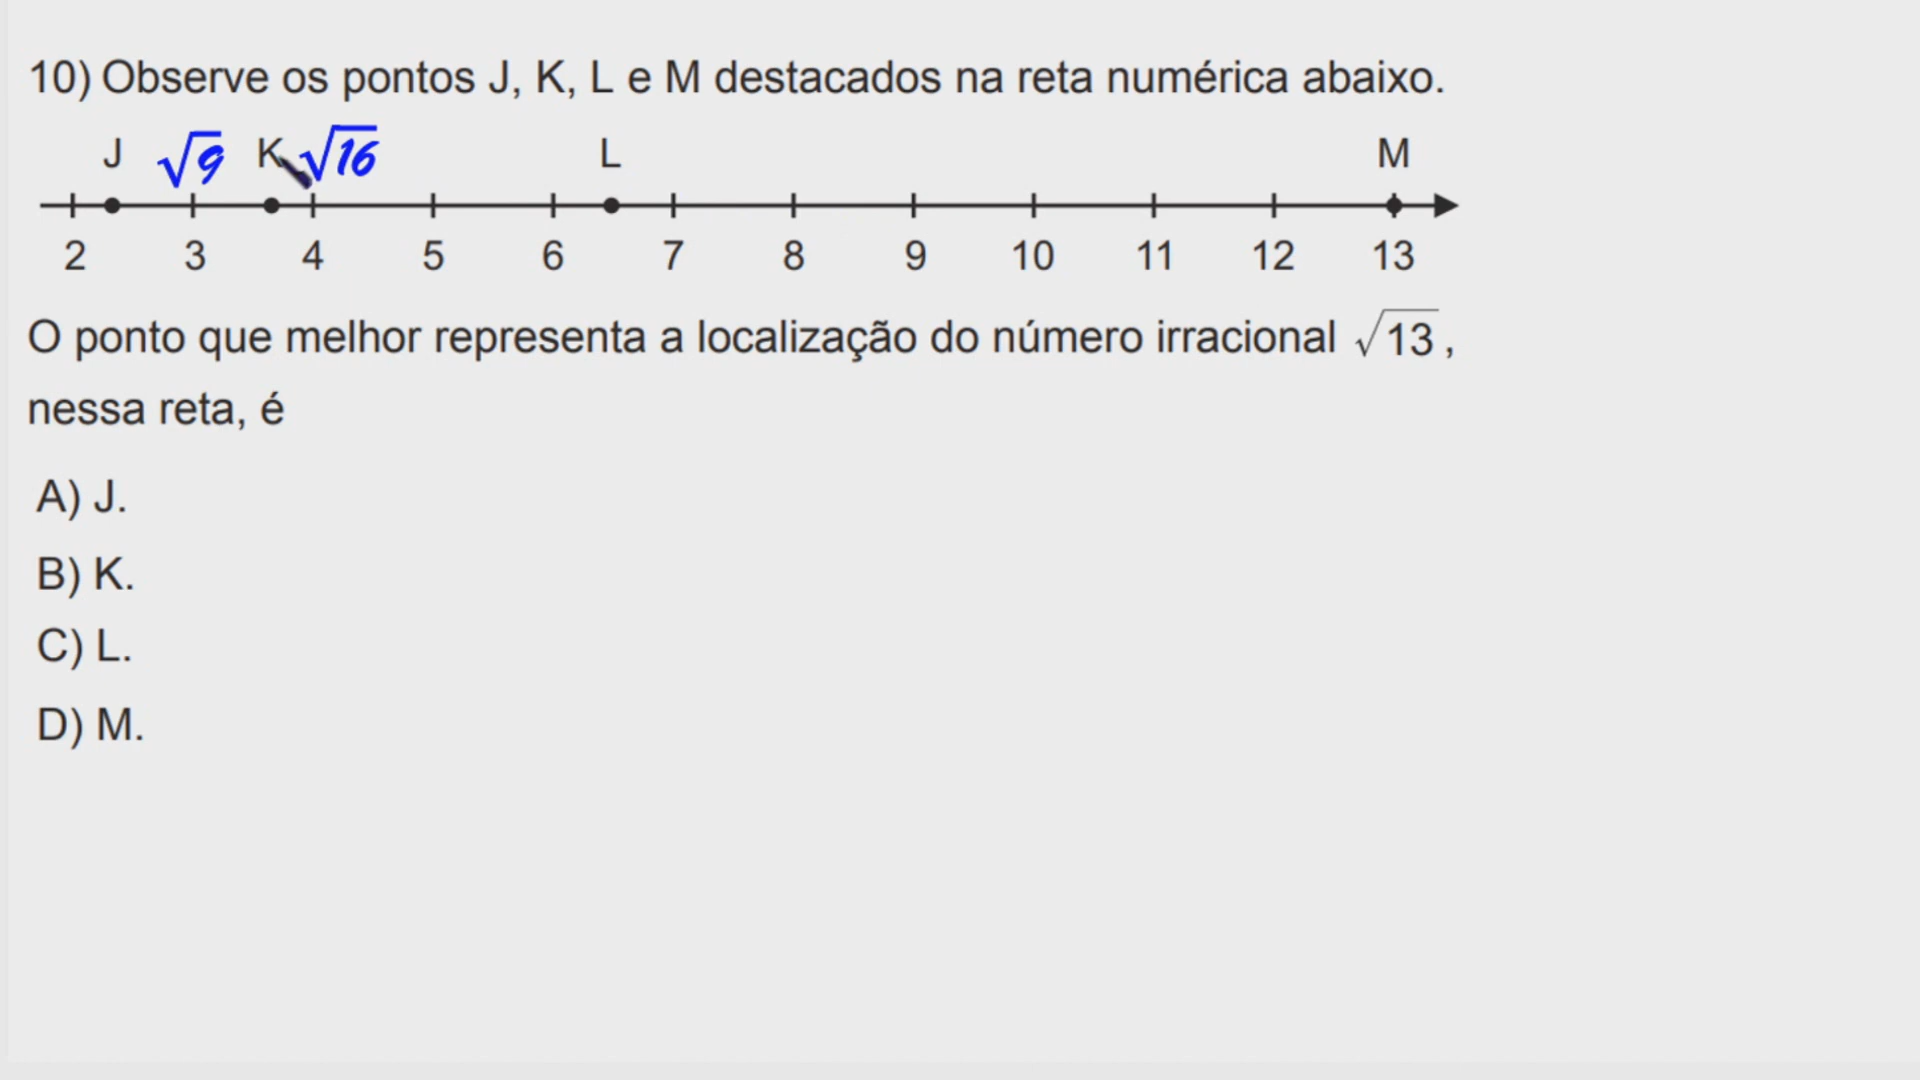 10) Observe os pontos J, K, L e M destacados na reta numérica abaixo.
J √9 K √16 L M
2 3 4 5 6 7 8 9 10 11 12 13
O ponto que melhor representa a localização do número irracional √13,
nessa reta, é
A) J.
B) K.
C) L.
D) M.